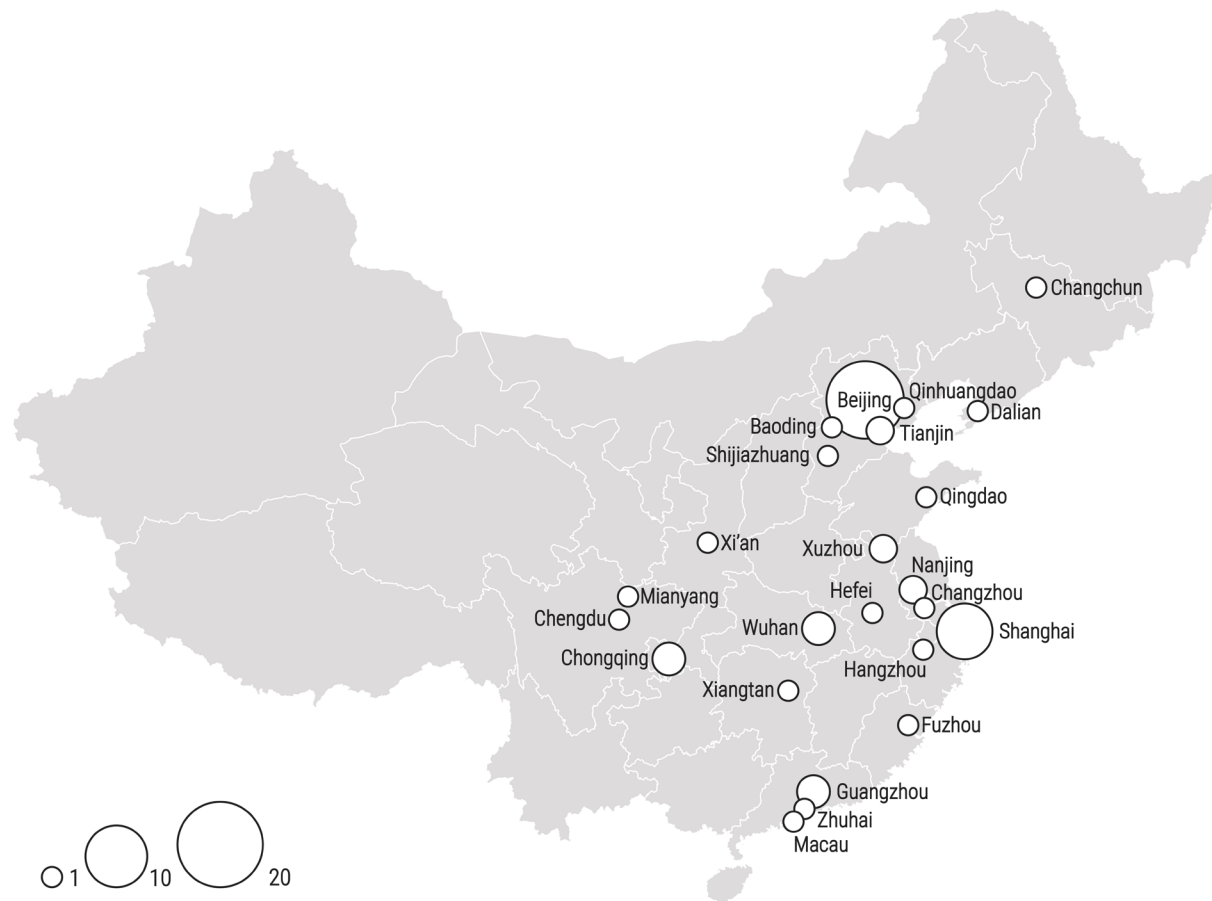 Changchun
Beijing
Qinhuangdao
Dalian
Baoding
Tianjin
Shijiazhuang
Qingdao
Xi'an
Xuzhou
Nanjing
Hefei
Changzhou
Mianyang
Chengdu
Wuhan
Shanghai
Chongqing
Hangzhou
Xiangtan
Fuzhou
Guangzhou
Zhuhai
Macau
1
10
20